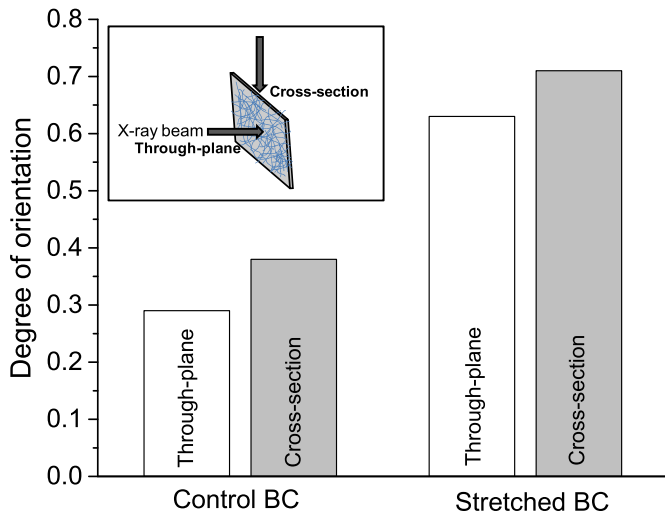 Degree of orientation
0.8
0.7
0.6
0.5
0.4
0.3
0.2
0.1
0.0
Cross-section
X-ray beam
Through-plane
Through-plane
Cross-section
Through-plane
Cross-section
Control BC
Stretched BC